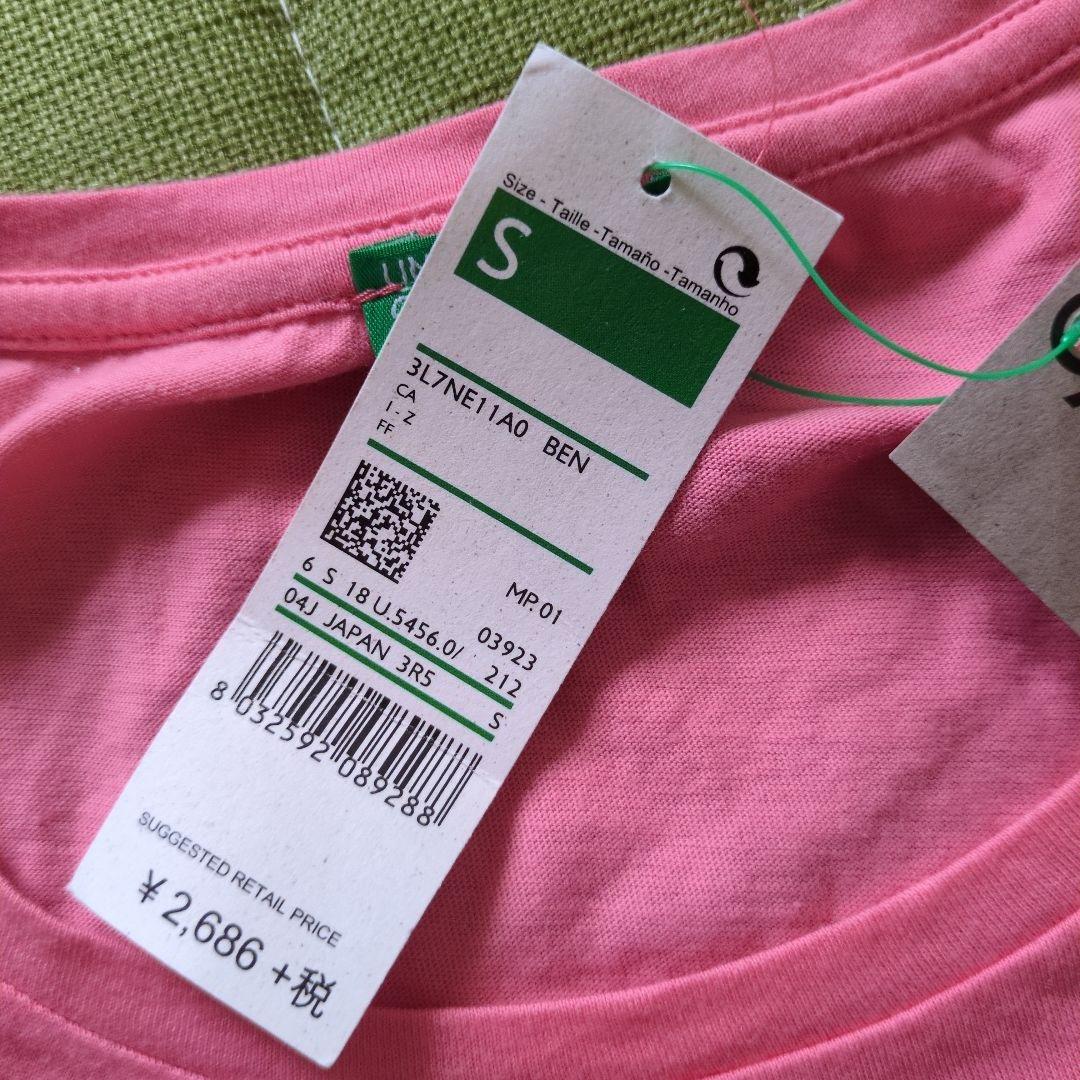 Size - Taille - Tamaño - Tamanho
S
3L7NE11A0 BEN
CA
I - Z
FF
MP.01
6 S 18 U.5456.0/ 03923
04J JAPAN 3R5 212
S
8 032592 089288
SUGGESTED RETAIL PRICE
¥2,686 +税